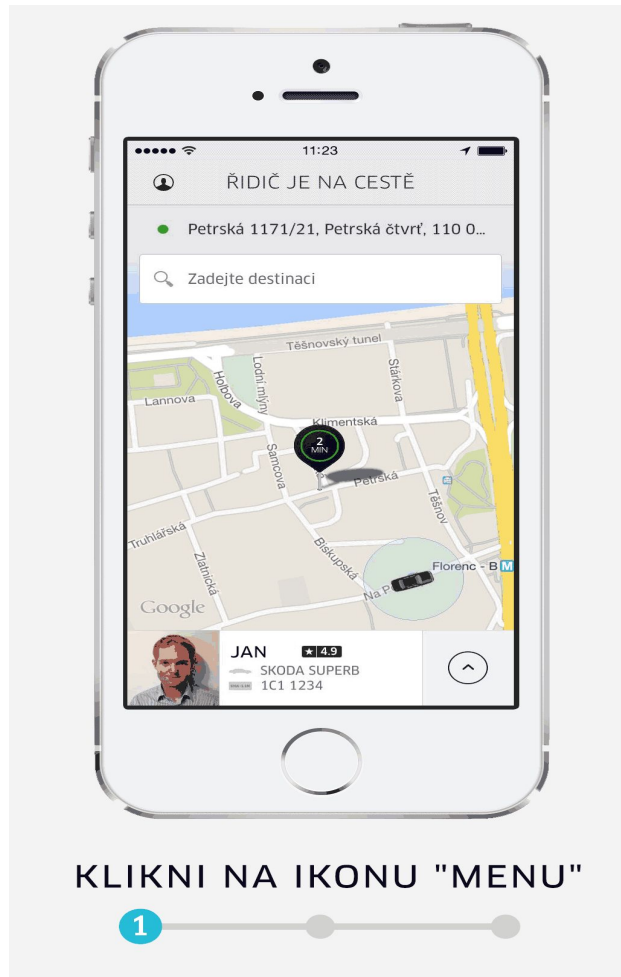 11:23
ŘIDIČ JE NA CESTĚ
Petrská 1171/21, Petrská čtvrť, 110 0...
Zadejte destinaci
Těšnovský tunel
Holbova
Lodní mlýny
Stárkova
Lannova
Klimentská
2
MIN
Samcova
Petrská
Těšnov
Truhlářská
Biskupská
Zlatnická
Florenc - B M
Na P
Google
JAN ★ 4.9
SKODA SUPERB
1C1 1234
KLIKNI NA IKONU "MENU"
1